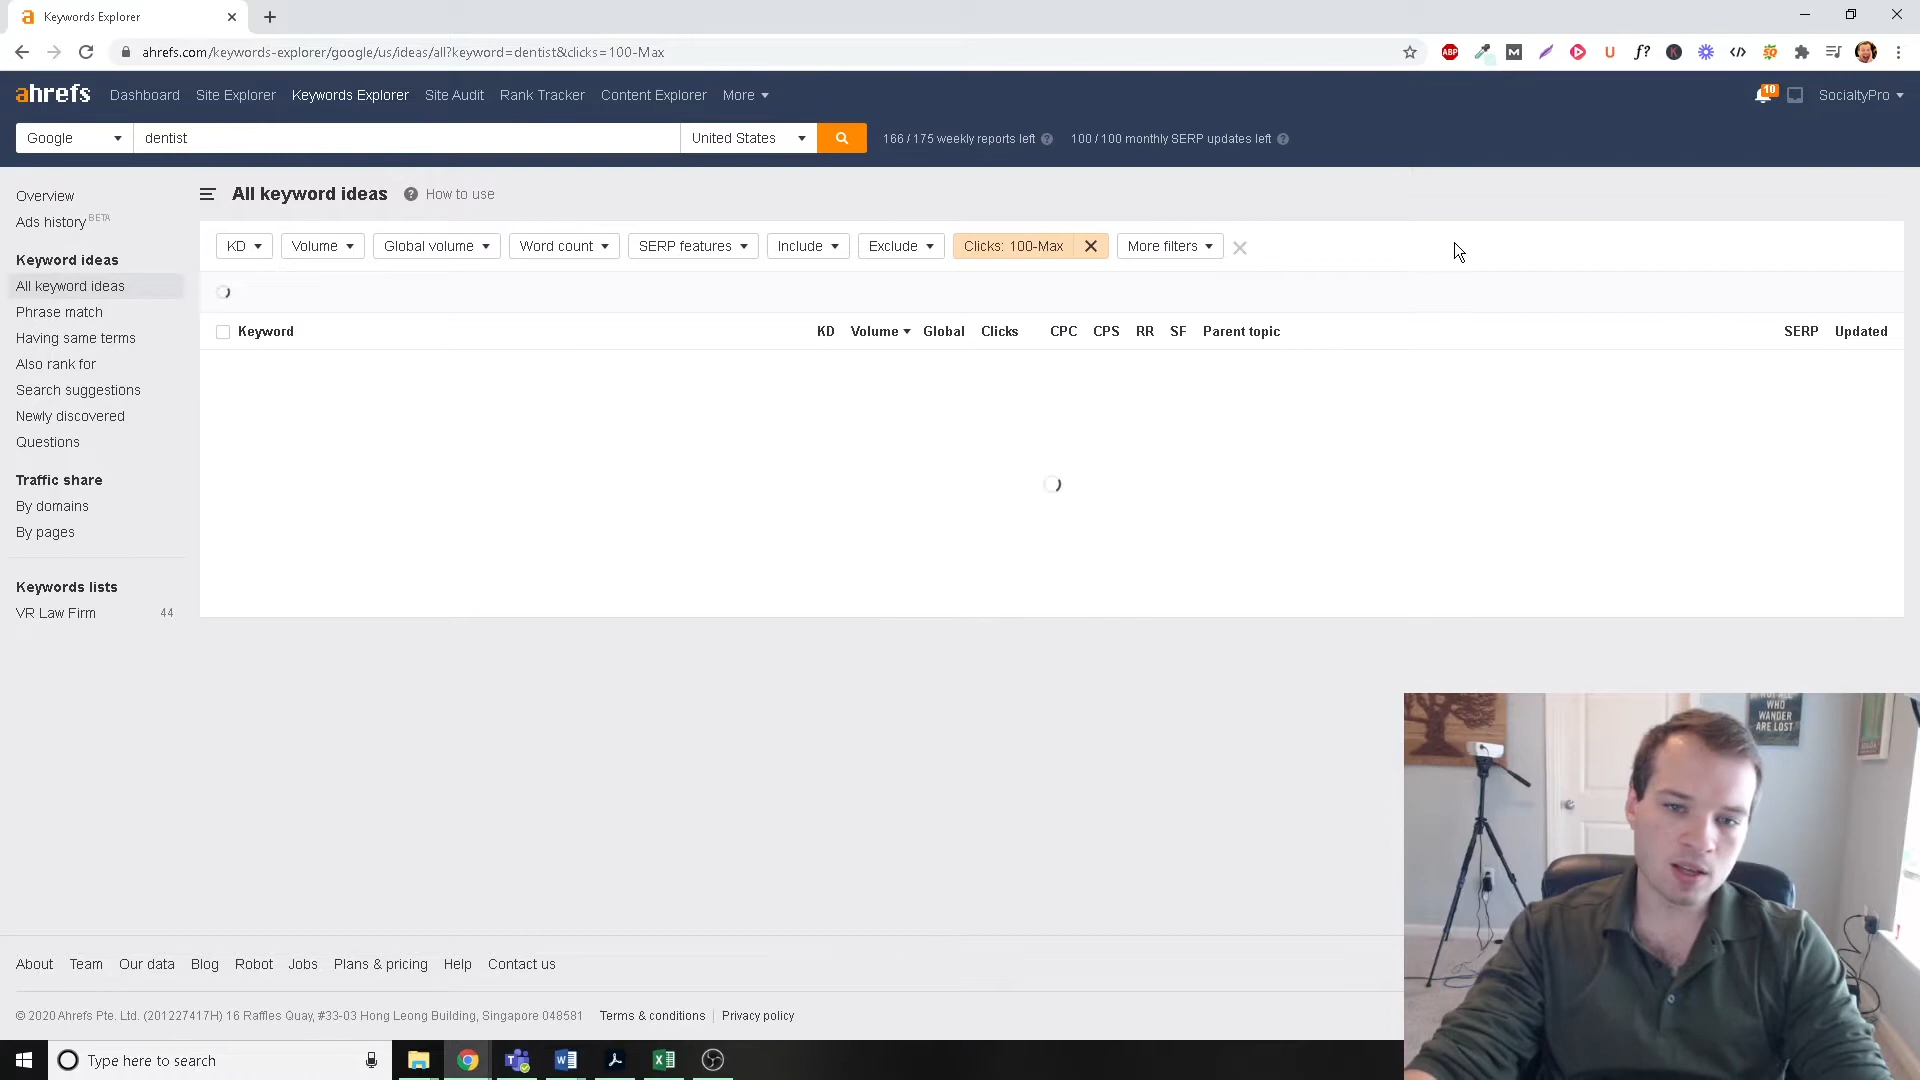 Keywords Explorer
ahrefs.com/keywords-explorer/google/us/ideas/all?keyword=dentist&clicks=100-Max
ABP M U f? K SQ
ahrefs Dashboard Site Explorer Keywords Explorer Site Audit Rank Tracker Content Explorer More 10 SocialtyPro
Google dentist United States 166 / 175 weekly reports left ? 100 / 100 monthly SERP updates left ?
Overview
Ads history BETA
Keyword ideas
All keyword ideas
Phrase match
Having same terms
Also rank for
Search suggestions
Newly discovered
Questions
Traffic share
By domains
By pages
Keywords lists
VR Law Firm 44
All keyword ideas ? How to use
KD Volume Global volume Word count SERP features Include Exclude Clicks: 100-Max More filters
Keyword KD Volume Global Clicks CPC CPS RR SF Parent topic SERP Updated
WHO
WANDER
ARE LOST
About Team Our data Blog Robot Jobs Plans & pricing Help Contact us
© 2020 Ahrefs Pte. Ltd. (201227417H) 16 Raffles Quay, #33-03 Hong Leong Building, Singapore 048581 Terms & conditions Privacy policy
Type here to search